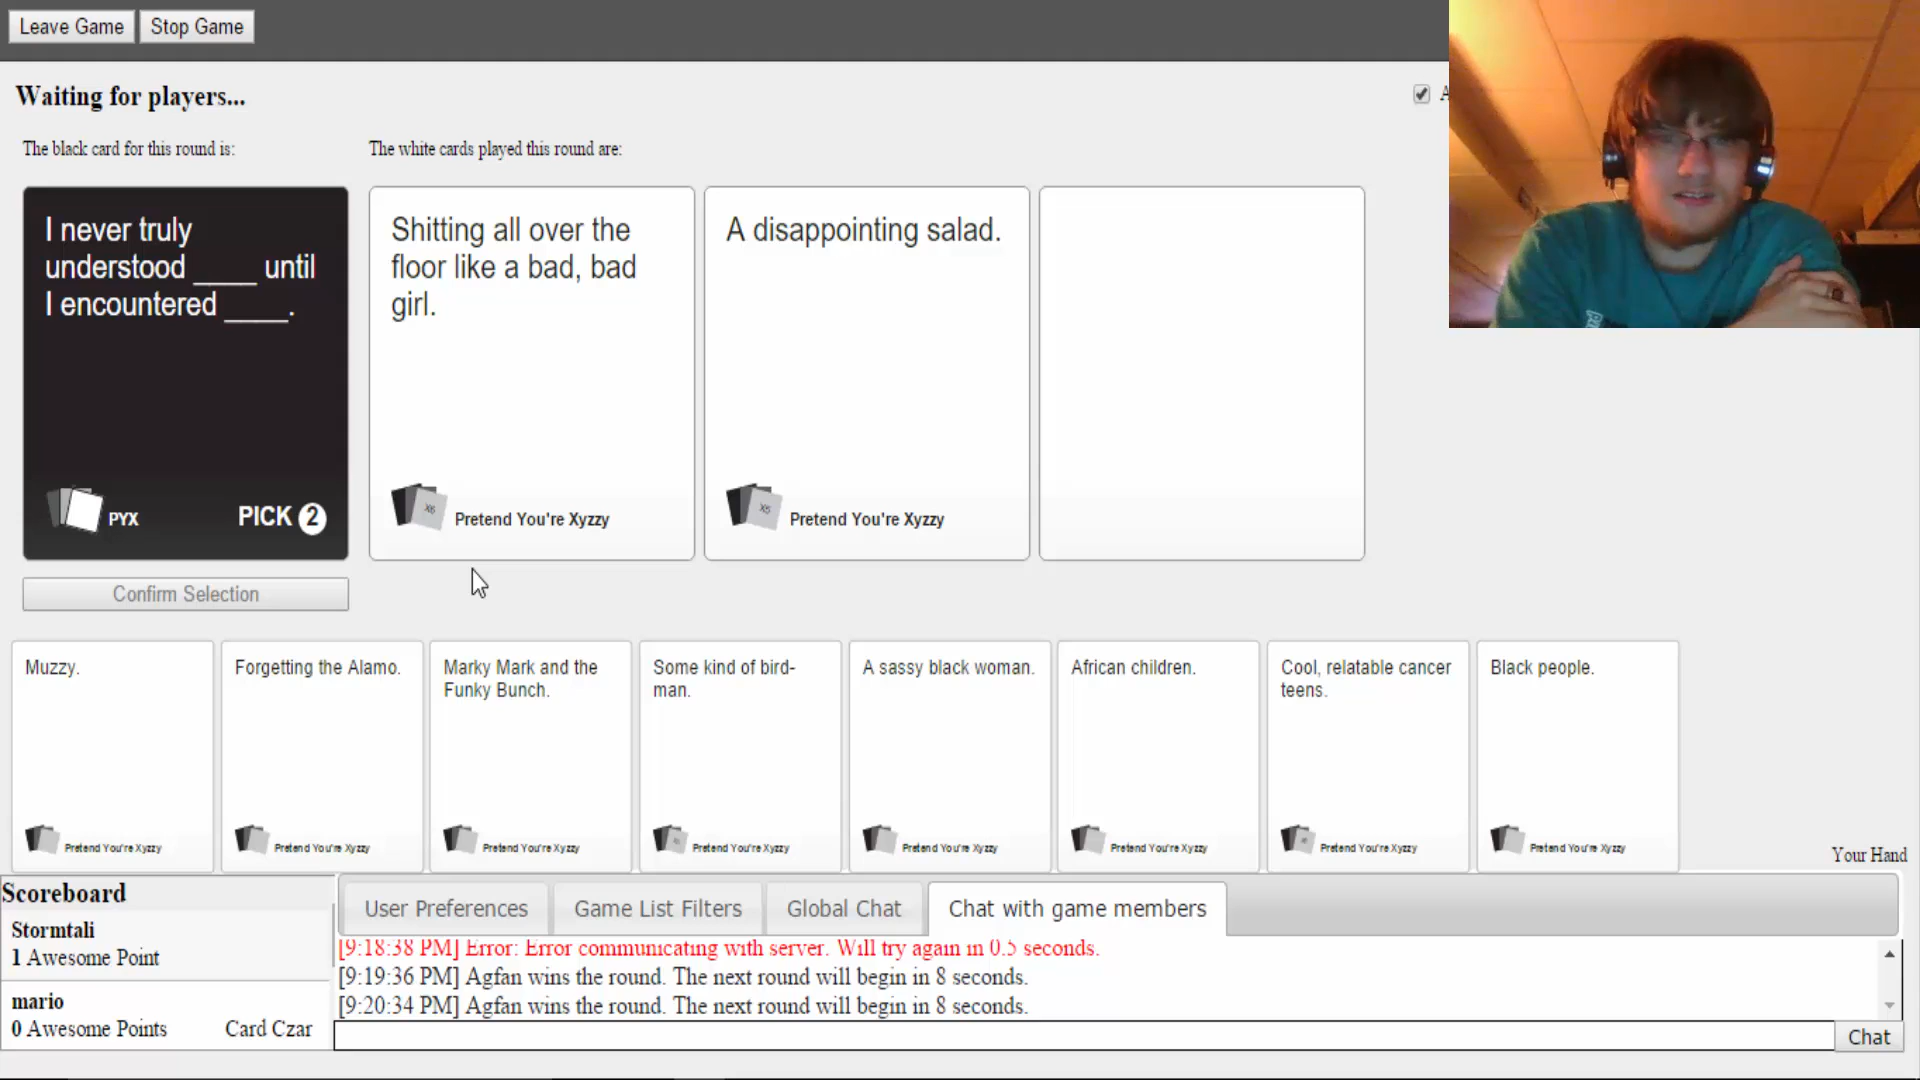 Leave Game
Stop Game
Waiting for players...
The black card for this round is:
The white cards played this round are:
I never truly
understood ____ until
I encountered ____.
PYX
PICK 2
Shitting all over the
floor like a bad, bad
girl.
Pretend You're Xyzzy
A disappointing salad.
Pretend You're Xyzzy
Confirm Selection
Muzzy.
Pretend You're Xyzzy
Forgetting the Alamo.
Pretend You're Xyzzy
Marky Mark and the
Funky Bunch.
Pretend You're Xyzzy
Some kind of bird-
man.
Pretend You're Xyzzy
A sassy black woman.
Pretend You're Xyzzy
African children.
Pretend You're Xyzzy
Cool, relatable cancer
teens.
Pretend You're Xyzzy
Black people.
Pretend You're Xyzzy
Your Hand
Scoreboard
Stormtali
1 Awesome Point
mario
0 Awesome Points
Card Czar
User Preferences
Game List Filters
Global Chat
Chat with game members
[9:18:38 PM] Error: Error communicating with server. Will try again in 0.5 seconds.
[9:19:36 PM] Agfan wins the round. The next round will begin in 8 seconds.
[9:20:34 PM] Agfan wins the round. The next round will begin in 8 seconds.
Chat